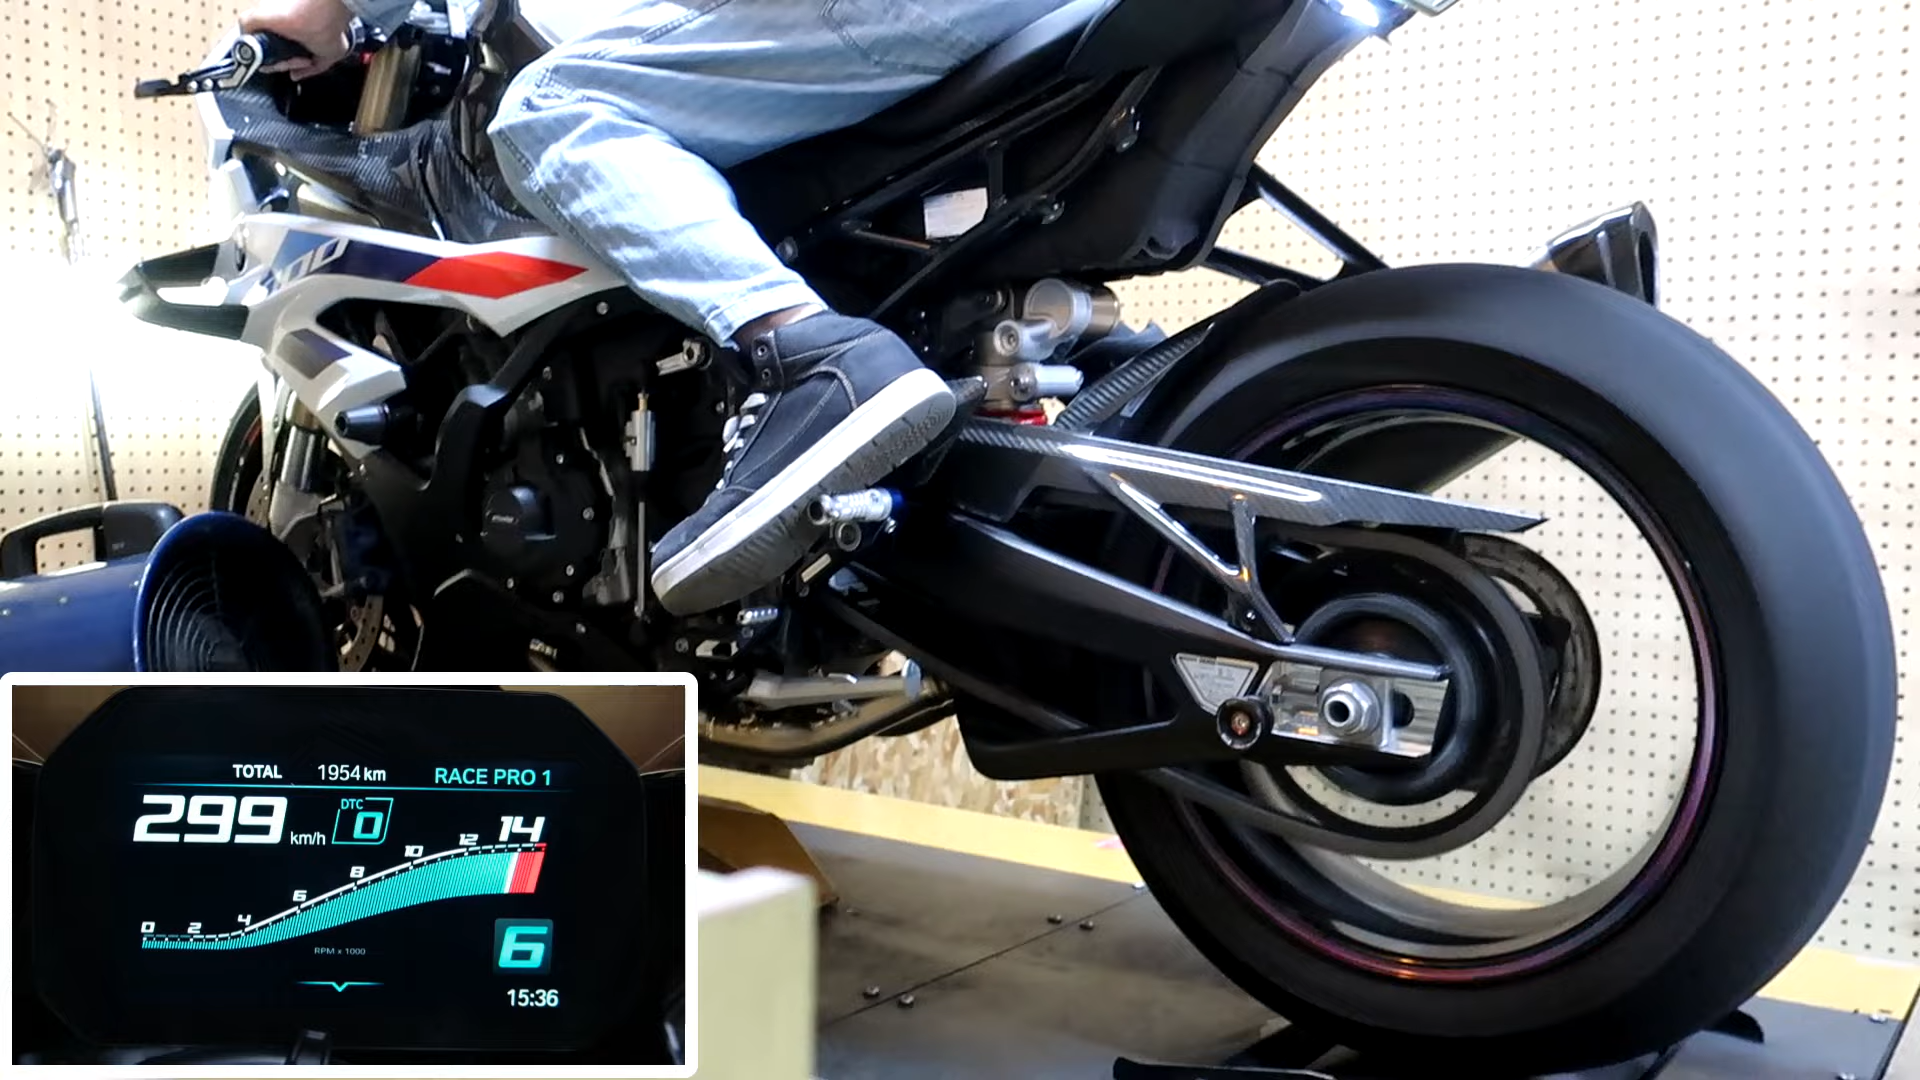 TOTAL 1954 km RACE PRO 1
299 km/h DTC 0
0 2 4 6 8 10 12 14
RPM x 1000
6
15:36